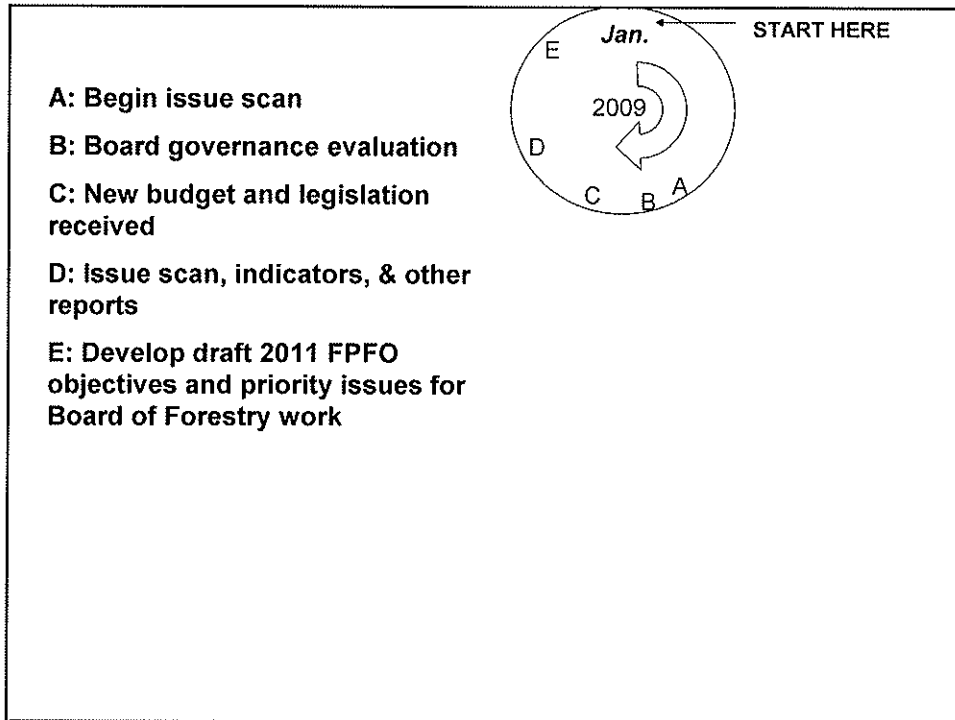 Jan.
START HERE
E
2009
D
C
B
A
A: Begin issue scan
B: Board governance evaluation
C: New budget and legislation
received
D: Issue scan, indicators, & other
reports
E: Develop draft 2011 FPFO
objectives and priority issues for
Board of Forestry work